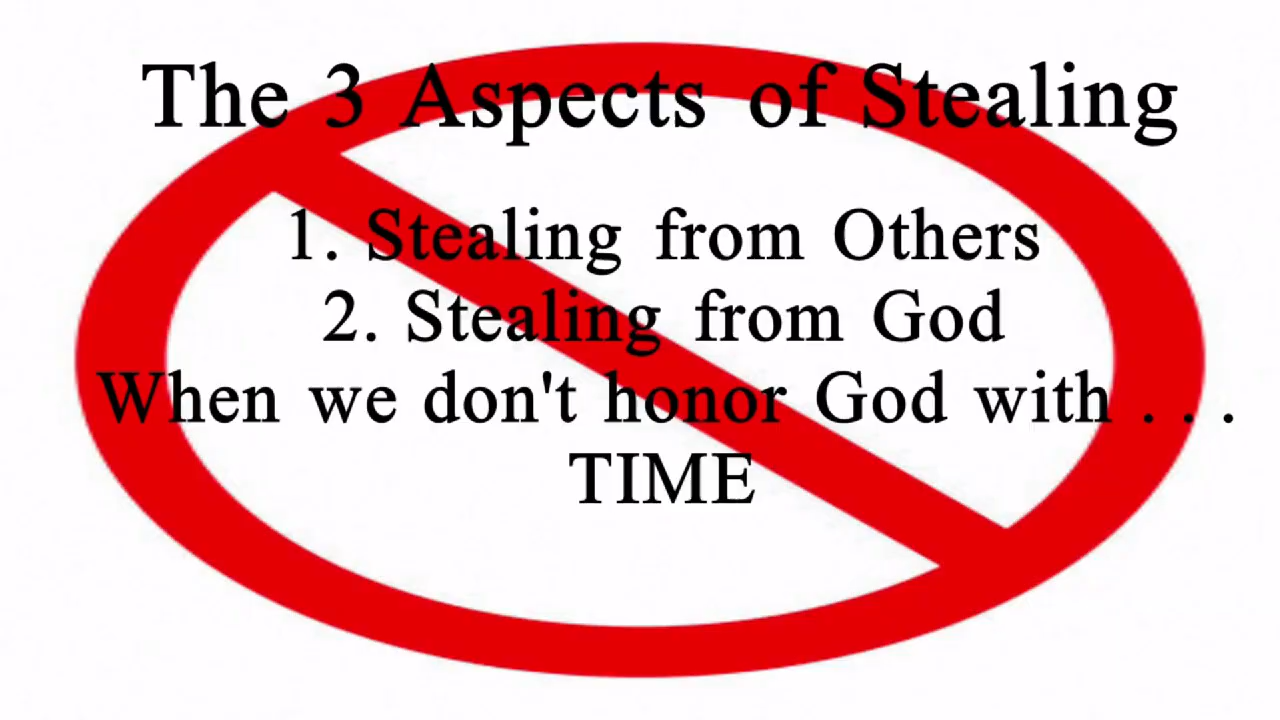 The 3 Aspects of Stealing
1. Stealing from Others
2. Stealing from God
When we don't honor God with . . .
TIME